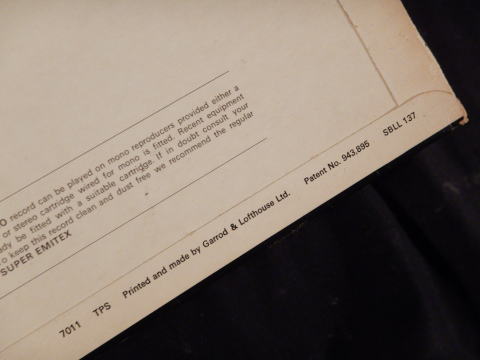 O record can be played on mono reproducers provided either a
or stereo cartridge wired for mono is fitted. Recent equipment
dy be fitted with a suitable cartridge. If in doubt consult your
o keep this record clean and dust free we recommend the regular
SUPER EMITEX
7011 TPS Printed and made by Garrod & Lofthouse Ltd. Patent No. 943,895 SBLL 137